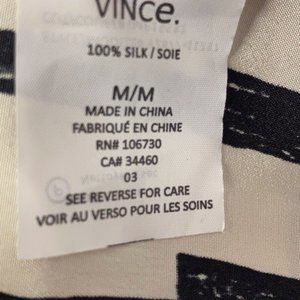 VINCE.
100% SILK / SOIE
M/M
MADE IN CHINA
FABRIQUÉ EN CHINE
RN# 106730
CA# 34460
03
SEE REVERSE FOR CARE
VOIR AU VERSO POUR LES SOINS